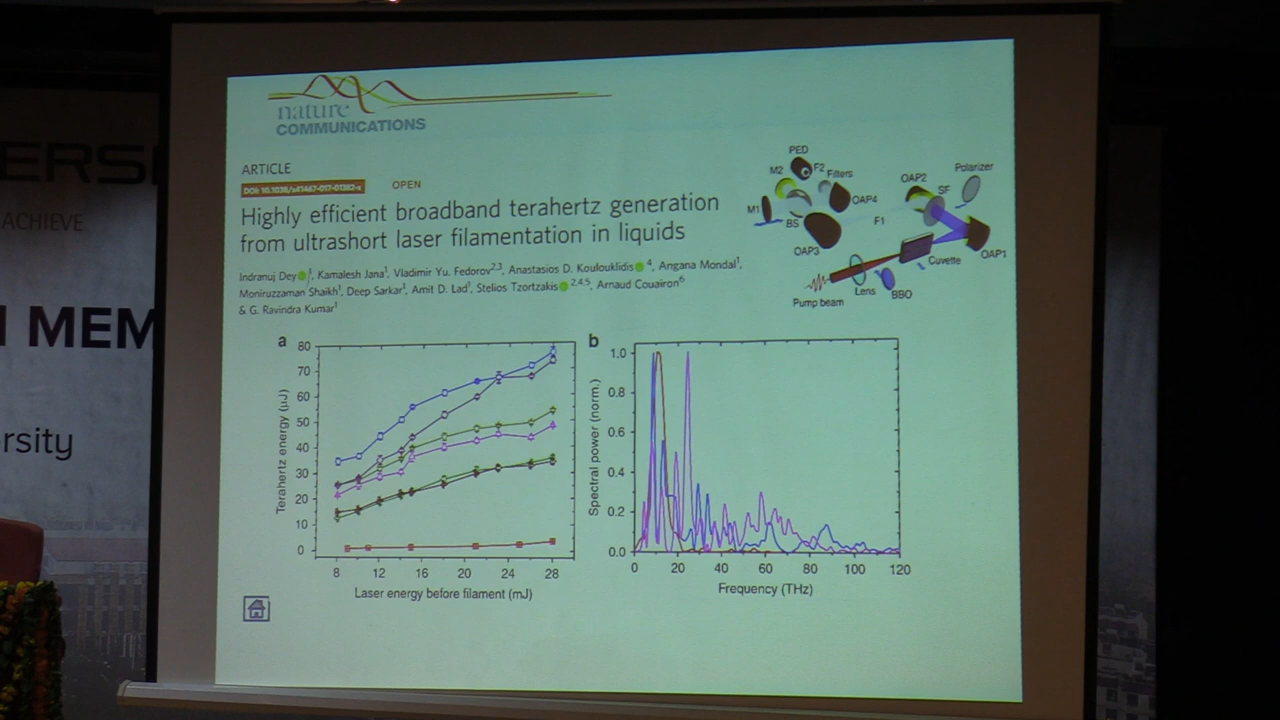 ERS
ACHIEVE
MEM
rsity
nature
COMMUNICATIONS
ARTICLE
DOI: 10.1038/s41467-017-01382-x
OPEN
Highly efficient broadband terahertz generation
from ultrashort laser filamentation in liquids
Indranuj Dey 1, Kamalesh Jana1, Vladimir Yu. Fedorov2,3, Anastasios D. Koulouklidis 4, Angana Mondal1,
Moniruzzaman Shaikh1, Deep Sarkar1, Amit D. Lad1, Stelios Tzortzakis 2,4,5, Arnaud Couairon6
& G. Ravindra Kumar1
PED
M2
F2
Filters
M1
BS
OAP4
OAP3
F1
OAP2
SF
Polarizer
OAP1
Cuvette
BBO
Lens
Pump beam
a
Terahertz energy (µJ)
80
70
60
50
40
30
20
10
0
8 12 16 20 24 28
Laser energy before filament (mJ)
b
Spectral power (norm.)
1.0
0.8
0.6
0.4
0.2
0.0
0 20 40 60 80 100 120
Frequency (THz)